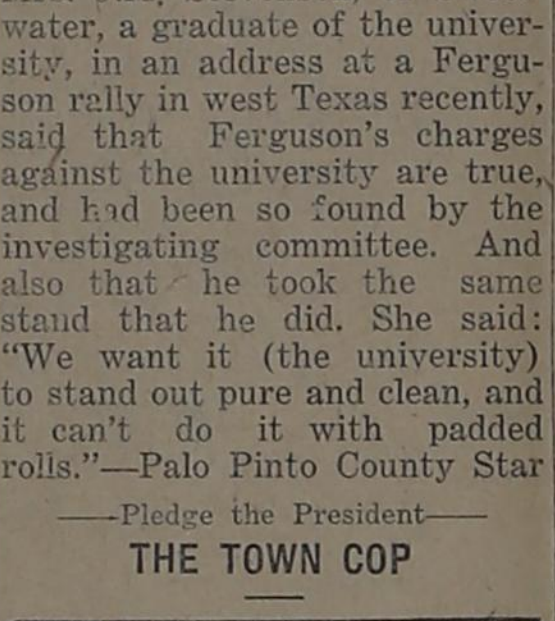 water, a graduate of the univer-
sity, in an address at a Fergu-
son rally in west Texas recently,
said that Ferguson's charges
against the university are true,
and had been so found by the
investigating committee. And
also that he took the same
stand that he did. She said:
"We want it (the university)
to stand out pure and clean, and
it can't do it with padded
rolls."—Palo Pinto County Star
——Pledge the President——
THE TOWN COP